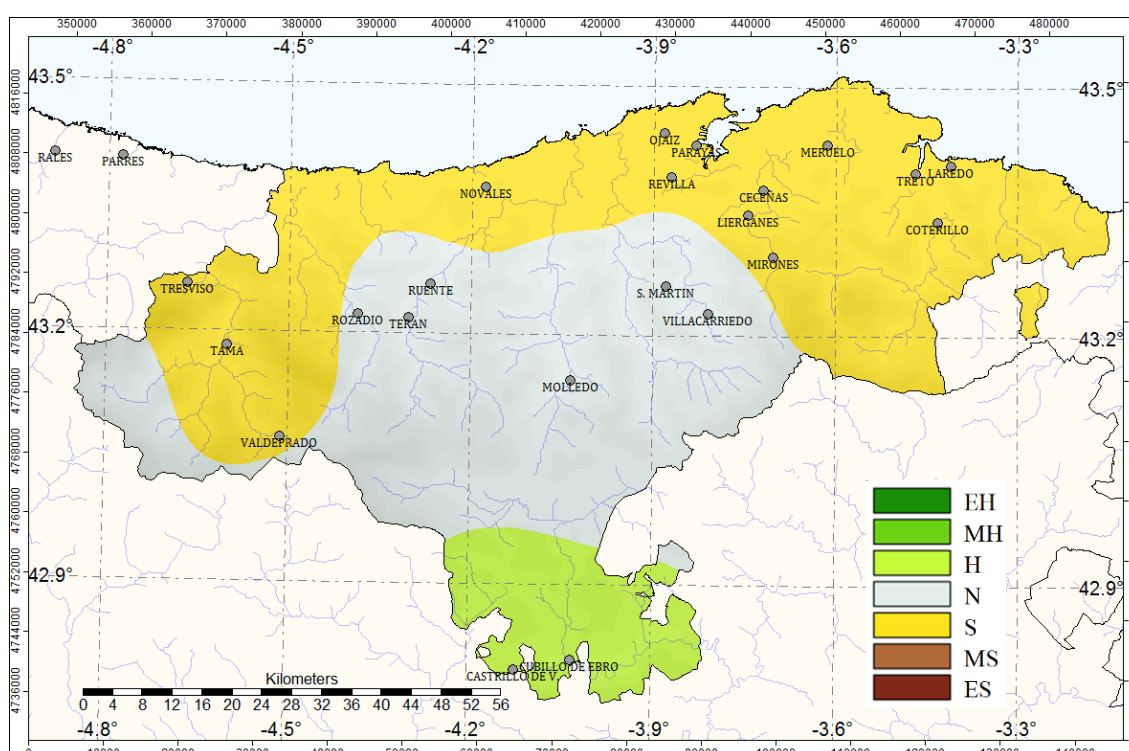 350000 360000 370000 380000 390000 400000 410000 420000 430000 440000 450000 460000 470000 480000
-4.8° -4.5° -4.2° -3.9° -3.6° -3.3°
43.5° 43.5°
4816000
4808000
4800000
4792000
4784000
4776000
4768000
4760000
4752000
4744000
4736000
OJAIZ
RALES PARRES PARAYAS MERUELO
TRETO LAREDO
NOVALES REVILLA
CECEÑAS
LIERGANES COTERILLO
MIRONES
TRESVISO RUENTE S. MARTIN
ROZADIO TERAN VILLACARRIEDO
43.2° 43.2°
TAMA
MOLLEDO
VALDEPRADO
EH
MH
H
N
S
MS
ES
42.9° 42.9°
CUBILLO DE EBRO
CASTRILLO DE V.
Kilometers
0 4 8 12 16 20 24 28 32 36 40 44 48 52 56
-4.8° -4.5° -4.2° -3.9° -3.6° -3.3°